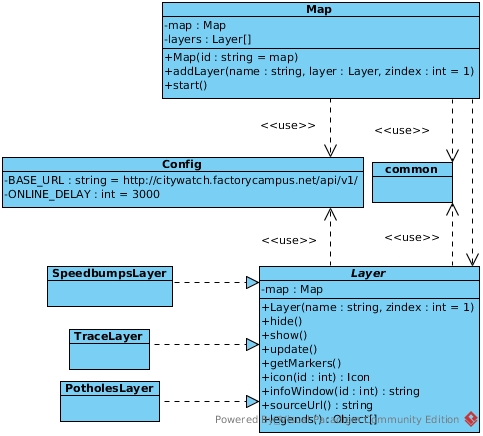 Map
-map : Map
-layers : Layer[]
+Map(id : string = map)
+addLayer(name : string, layer : Layer, zindex : int = 1)
+start()
<<use>>
<<use>>
Config
-BASE_URL : string = http://citywatch.factorycampus.net/api/v1/
-ONLINE_DELAY : int = 3000
common
<<use>>
<<use>>
SpeedbumpsLayer
TraceLayer
PotholesLayer
Layer
-map : Map
+Layer(name : string, zindex : int = 1)
+hide()
+show()
+update()
+getMarkers()
+icon(id : int) : Icon
+infoWindow(id : int) : string
+sourceUrl() : string
+legends() : Object[]
Powered By Visual Paradigm Community Edition